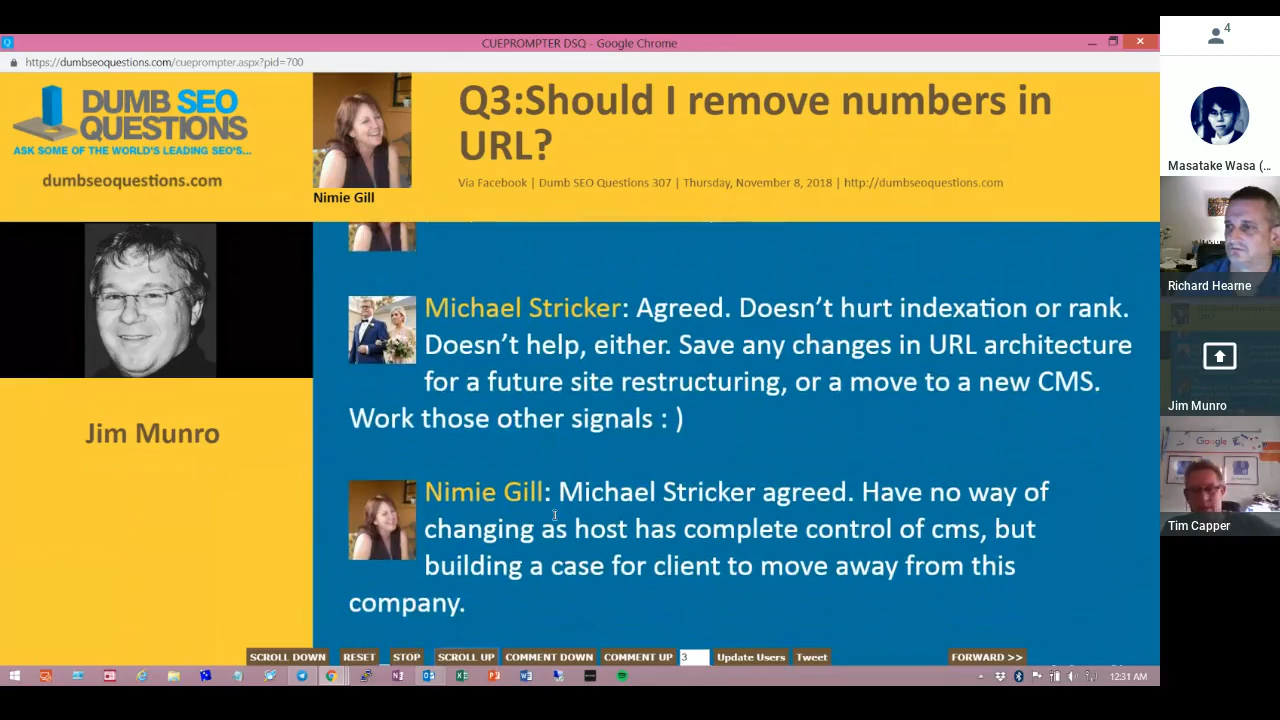 CUEPROMPTER DSQ - Google Chrome
https://dumbseoquestions.com/cueprompter.aspx?pid=700
DUMB SEO
QUESTIONS
ASK SOME OF THE WORLD'S LEADING SEO'S...
dumbseoquestions.com
Nimie Gill
Q3:Should I remove numbers in
URL?
Via Facebook | Dumb SEO Questions 307 | Thursday, November 8, 2018 | http://dumbseoquestions.com
Jim Munro
Michael Stricker: Agreed. Doesn't hurt indexation or rank.
Doesn't help, either. Save any changes in URL architecture
for a future site restructuring, or a move to a new CMS.
Work those other signals : )
Nimie Gill: Michael Stricker agreed. Have no way of
changing as host has complete control of cms, but
building a case for client to move away from this
company.
SCROLL DOWN RESET STOP SCROLL UP COMMENT DOWN COMMENT UP 3 Update Users Tweet FORWARD >>
12:31 AM
4
Masatake Wasa (...
Richard Hearne
Jim Munro
Google
Tim Capper